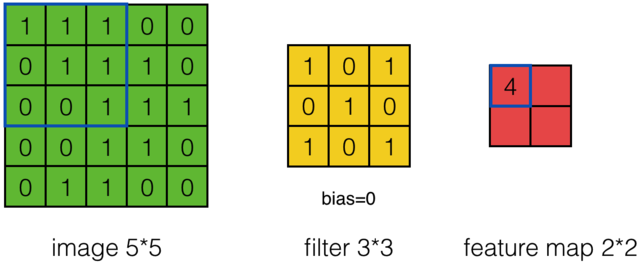 1 1 1 0 0
0 1 1 1 0
0 0 1 1 1
0 0 1 1 0
0 1 1 0 0
1 0 1
0 1 0
1 0 1
bias=0
4
image 5*5
filter 3*3
feature map 2*2